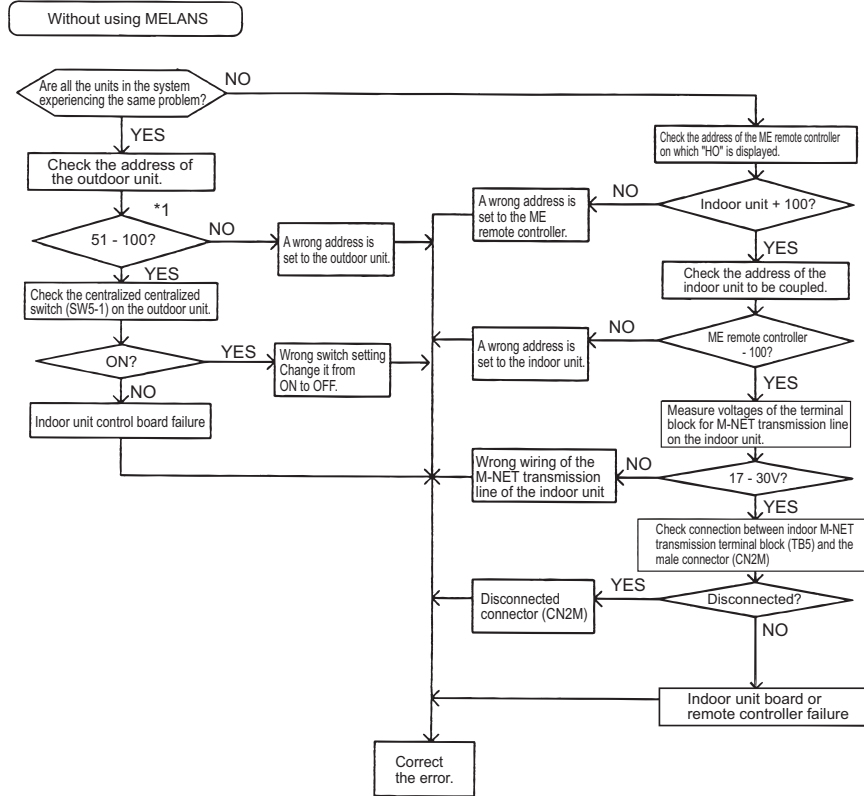 Without using MELANS
Are all the units in the system
experiencing the same problem?
NO
YES
Check the address of
the outdoor unit.
*1
51 - 100?
NO
A wrong address is
set to the outdoor unit.
YES
Check the centralized centralized
switch (SW5-1) on the outdoor unit.
ON?
YES
Wrong switch setting
Change it from
ON to OFF.
NO
Indoor unit control board failure
Check the address of the ME remote controller
on which "HO" is displayed.
Indoor unit + 100?
NO
A wrong address is
set to the ME
remote controller.
YES
Check the address of the
indoor unit to be coupled.
ME remote controller
- 100?
NO
A wrong address is
set to the indoor unit.
YES
Measure voltages of the terminal
block for M-NET transmission line
on the indoor unit.
17 - 30V?
NO
Wrong wiring of the
M-NET transmission
line of the indoor unit
YES
Check connection between indoor M-NET
transmission terminal block (TB5) and the
male connector (CN2M)
Disconnected?
YES
Disconnected
connector (CN2M)
NO
Indoor unit board or
remote controller failure
Correct
the error.